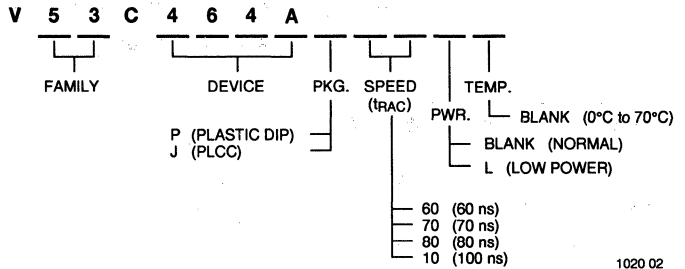 V 5 3 C 4 6 4 A
FAMILY DEVICE PKG. SPEED (tRAC) PWR. TEMP.
BLANK (0°C to 70°C)
P (PLASTIC DIP)
J (PLCC)
BLANK (NORMAL)
L (LOW POWER)
60 (60 ns)
70 (70 ns)
80 (80 ns)
10 (100 ns)
1020 02